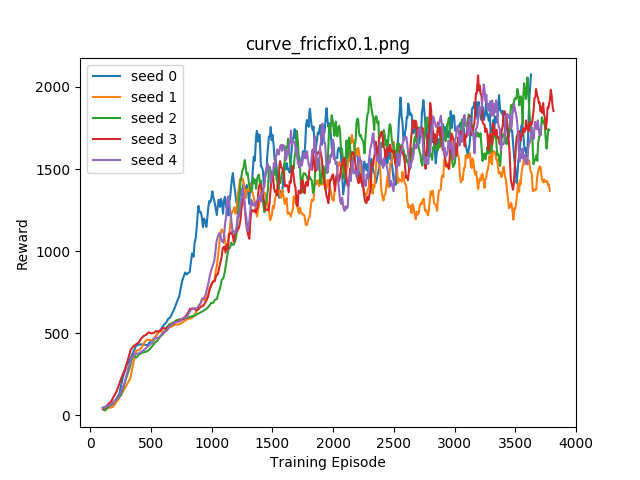 curve_fricfix0.1.png
2000
1500
1000
500
0
Reward
seed 0
seed 1
seed 2
seed 3
seed 4
0 500 1000 1500 2000 2500 3000 3500 4000
Training Episode